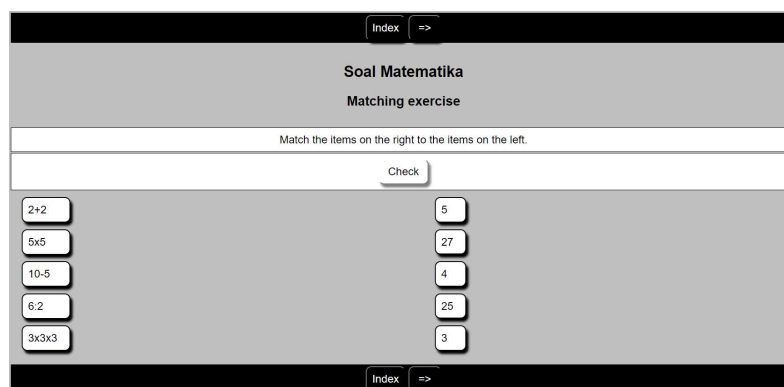 Index =>
Soal Matematika
Matching exercise
Match the items on the right to the items on the left.
Check
2+2 5
5x5 27
10-5 4
6:2 25
3x3x3 3
Index =>